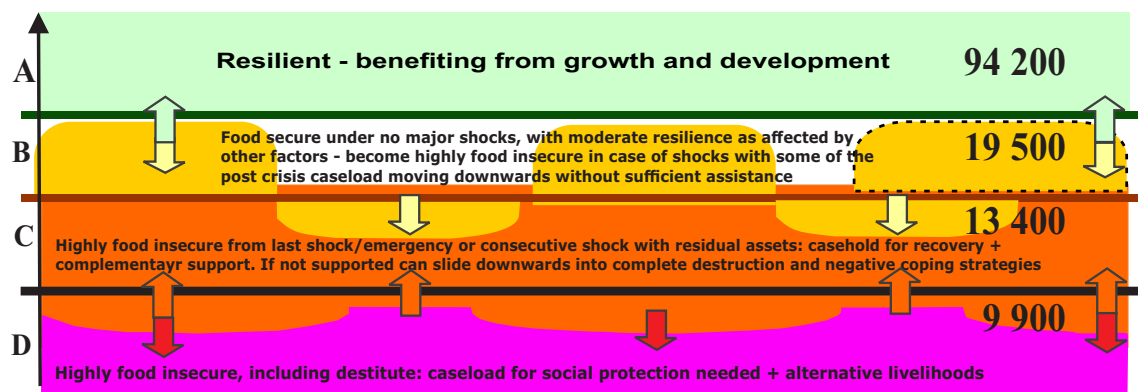 A
Resilient - benefiting from growth and development
94 200
B
Food secure under no major shocks, with moderate resilience as affected by
other factors - become highly food insecure in case of shocks with some of the
post crisis caseload moving downwards without sufficient assistance
19 500
C
13 400
Highly food insecure from last shock/emergency or consecutive shock with residual assets: casehold for recovery +
complementayr support. If not supported can slide downwards into complete destruction and negative coping strategies
D
9 900
Highly food insecure, including destitute: caseload for social protection needed + alternative livelihoods